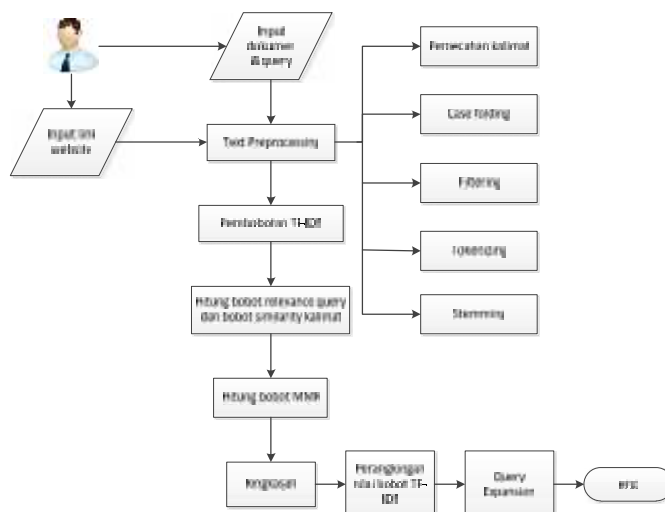 Input
dokumen
& query
Pemecahan kalimat
Case folding
Input link
website
Text Preprocessing
Filtering
Pembobotan TF-IDF
Tokenizing
Hitung bobot relevance query
dan bobot similarity kalimat
Stemming
Hitung bobot MMR
Ringkasan
Perangkingan
nilai bobot TF-
IDF
Query
Expansion